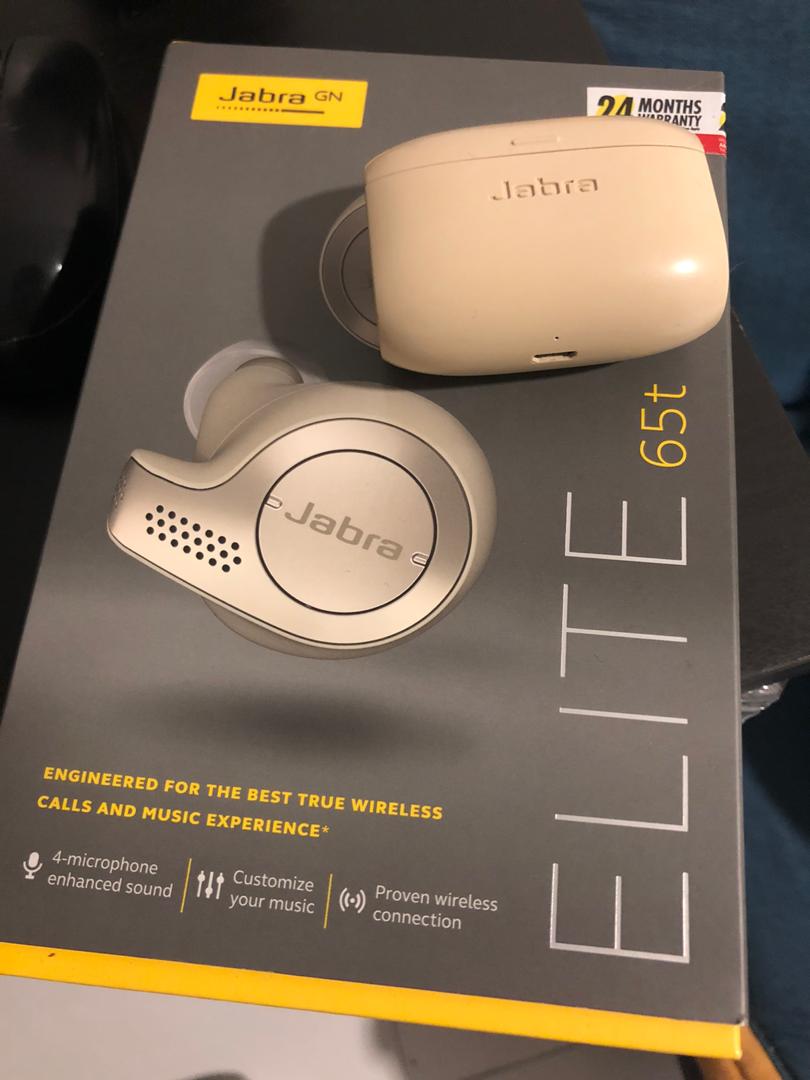 Jabra GN
24 MONTHS
WARRANTY
Jabra
Jabra
ELITE 65t
ENGINEERED FOR THE BEST TRUE WIRELESS
CALLS AND MUSIC EXPERIENCE*
4-microphone
enhanced sound
Customize
your music
Proven wireless
connection